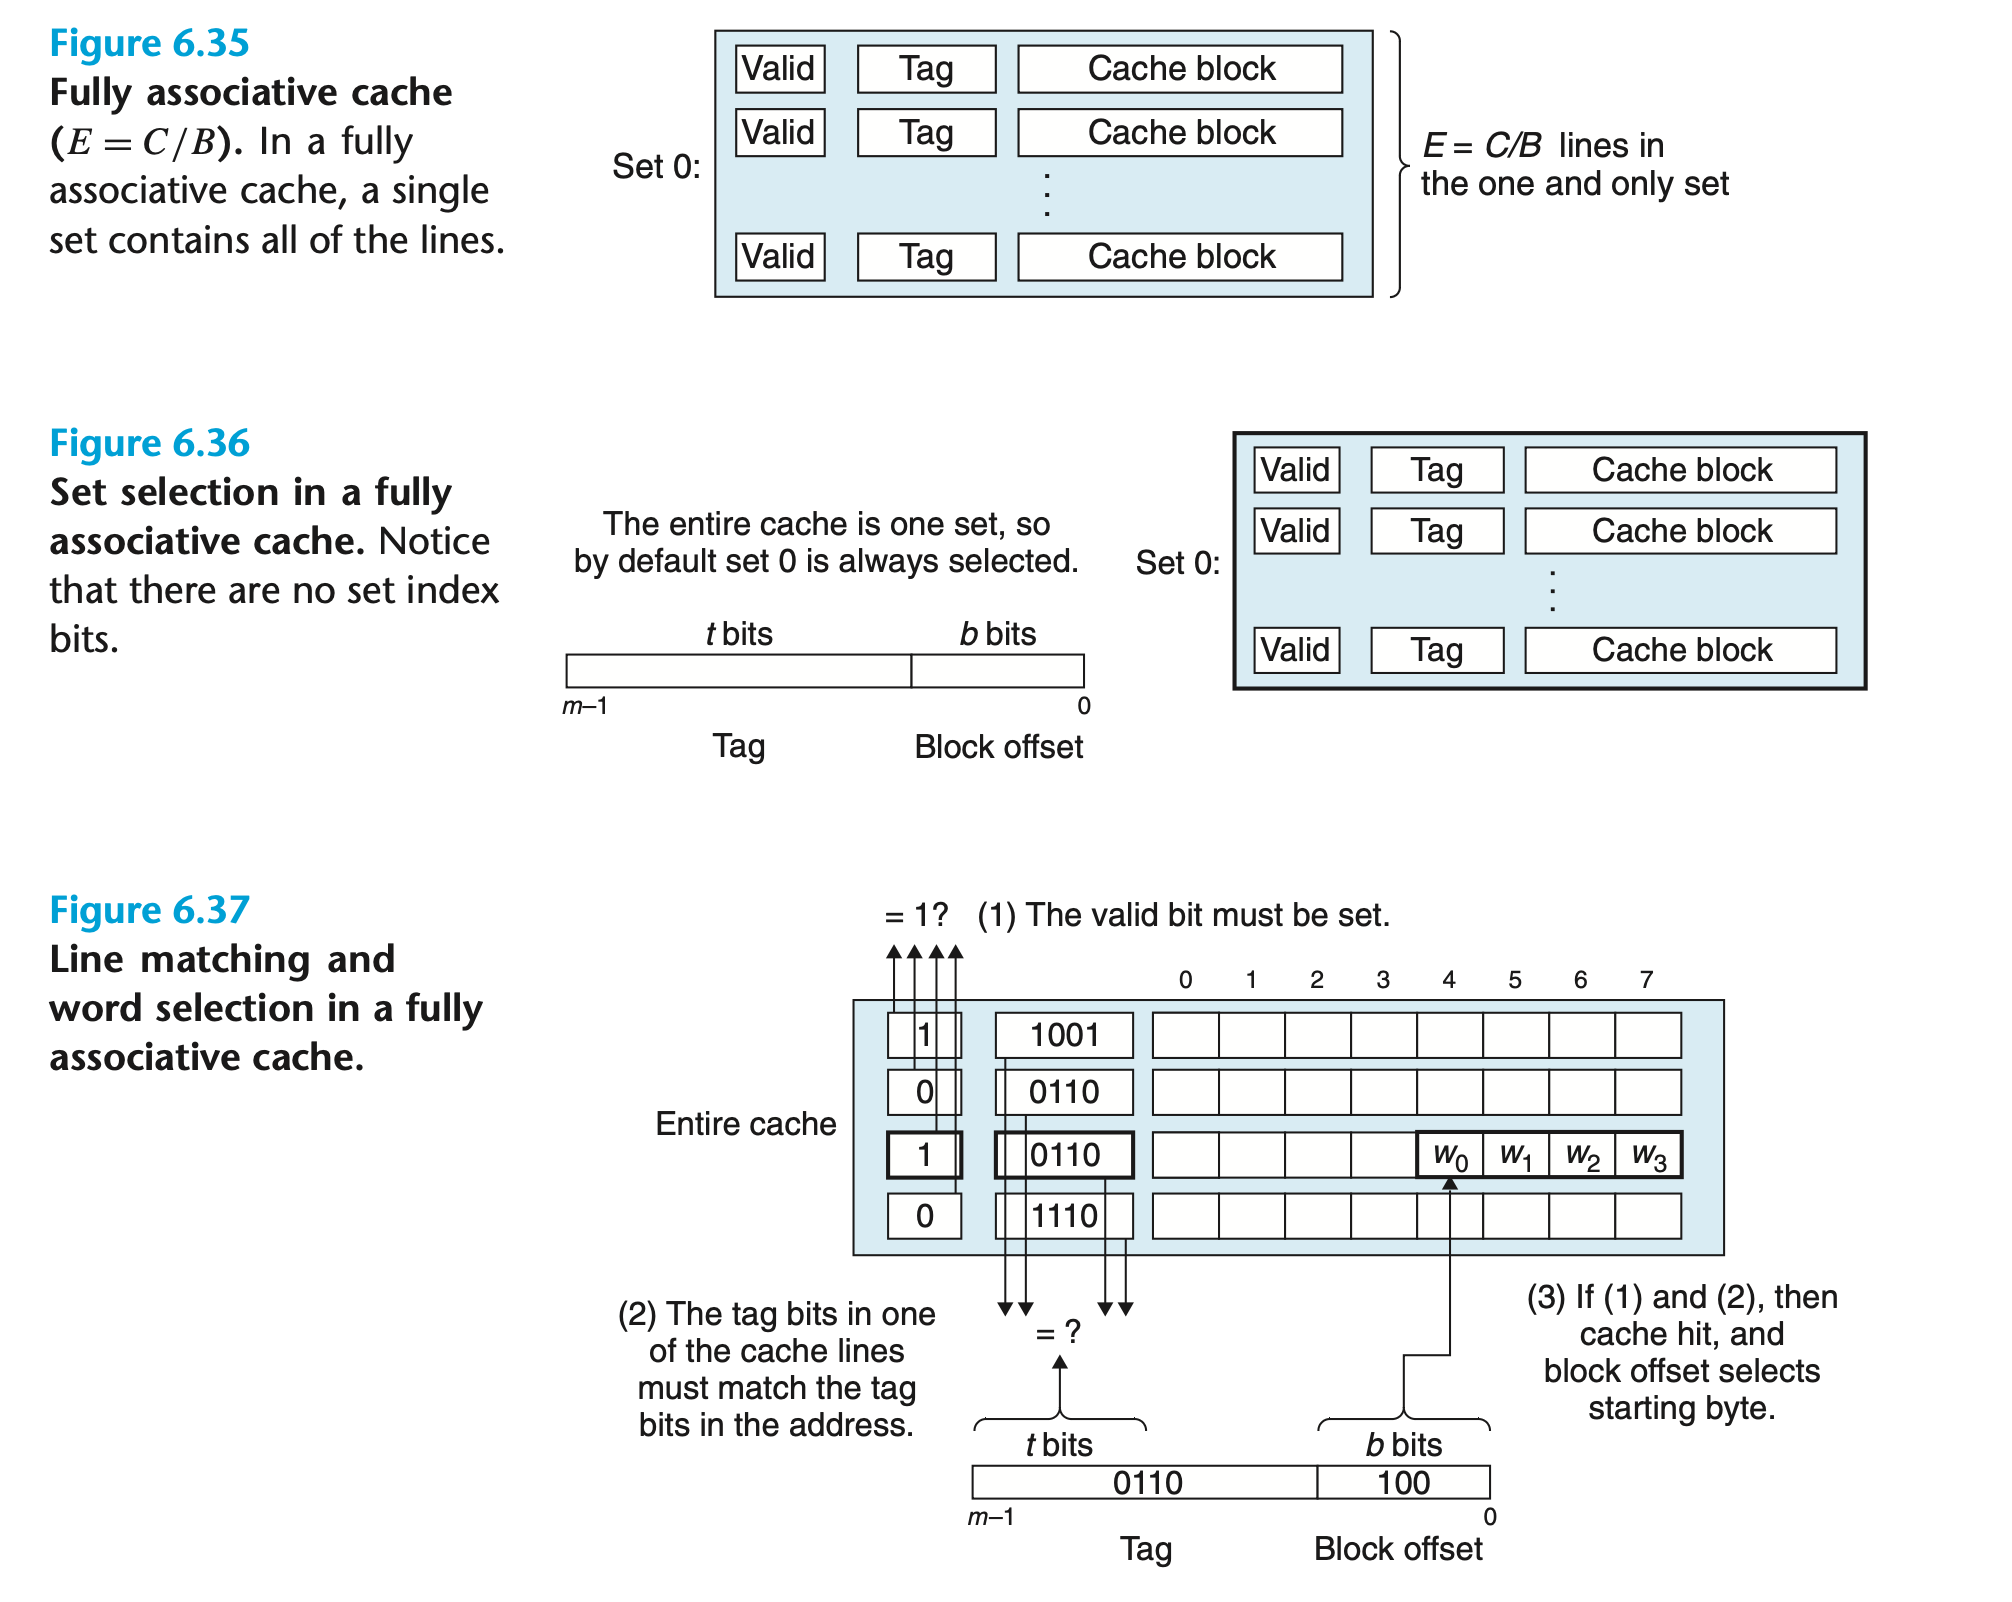 Figure 6.35
Fully associative cache
(E = C/B). In a fully
associative cache, a single
set contains all of the lines.
Set 0:
Valid Tag Cache block
Valid Tag Cache block
⋮
Valid Tag Cache block
E = C/B lines in
the one and only set
Figure 6.36
Set selection in a fully
associative cache. Notice
that there are no set index
bits.
The entire cache is one set, so
by default set 0 is always selected.
t bits b bits
m–1 0
Tag Block offset
Set 0:
Valid Tag Cache block
Valid Tag Cache block
⋮
Valid Tag Cache block
Figure 6.37
Line matching and
word selection in a fully
associative cache.
= 1? (1) The valid bit must be set.
0 1 2 3 4 5 6 7
Entire cache
1 1001
0 0110
1 0110 w0 w1 w2 w3
0 1110
(2) The tag bits in one
of the cache lines
must match the tag
bits in the address.
= ?
(3) If (1) and (2), then
cache hit, and
block offset selects
starting byte.
t bits b bits
0110 100
m–1 0
Tag Block offset